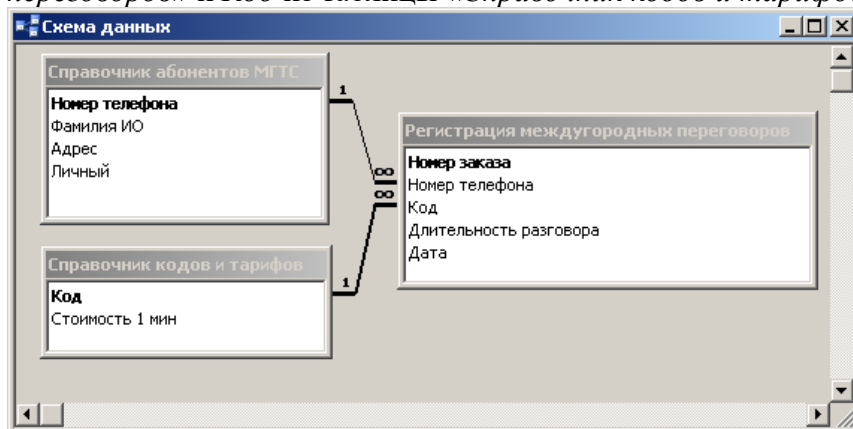 Схема данных
Справочник абонентов МГТС
Номер телефона
Фамилия ИО
Адрес
Личный
1
∞
∞
Регистрация междугородных переговоров
Номер заказа
Номер телефона
Код
Длительность разговора
Дата
Справочник кодов и тарифов
Код
Стоимость 1 мин
1